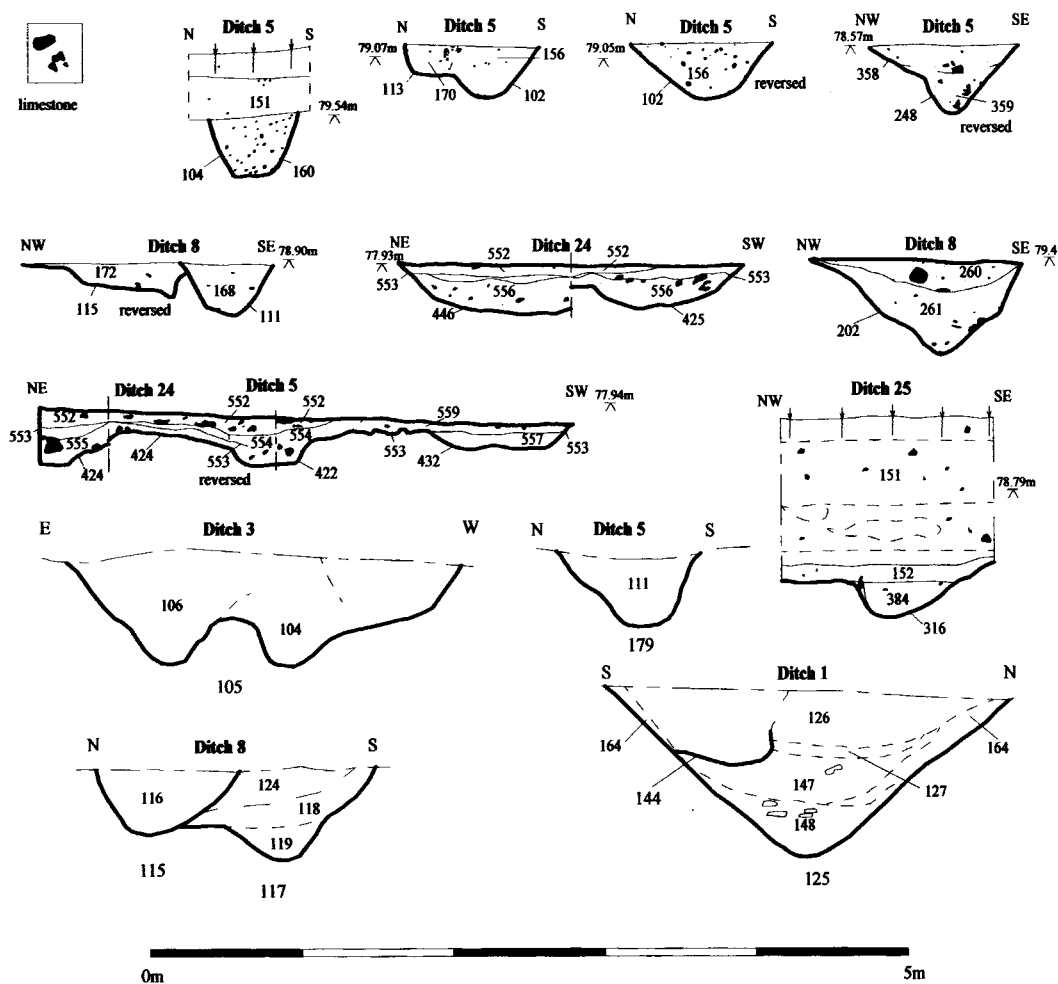 limestone
Ditch 5
N S
151
79.54m
104 160
Ditch 5
N S
79.07m
156
113 170 102
Ditch 5
N S
79.05m
156
102 reversed
Ditch 5
NW SE
78.57m
358
248 359
reversed
NW Ditch 8 SE 78.90m
172
168
115 reversed 111
NE Ditch 24 SW
77.93m 552 552
553 556 556 553
446 425
NW Ditch 8 SE 79.4
260
261
202
NE Ditch 24 Ditch 5 SW 77.94m
552 552 552 559
553 555 554 554 557
424 424 553 422 553 432 553
reversed
Ditch 25
NW SE
151
78.79m
152
384
316
E Ditch 3 W
106
104
105
N Ditch 5 S
111
179
S Ditch 1 N
126
164 164
144 147 127
148
125
N Ditch 8 S
116 124
118
119
115
117
0m 5m